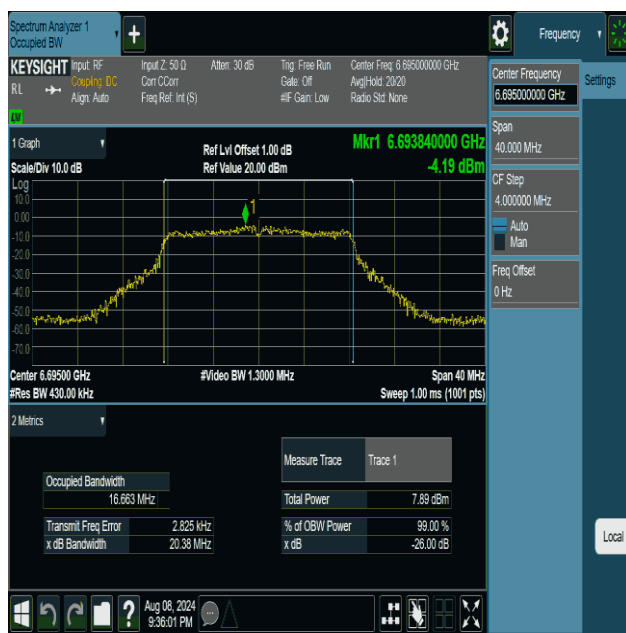 Spectrum Analyzer 1
Occupied BW
Frequency
KEYSIGHT
RL
LM
Input: RF
Coupling: DC
Align: Auto
Input Z: 50 Ω
Corr CCorr
Freq Ref: Int (S)
Atten: 30 dB
Trig: Free Run
Gate: Off
#IF Gain: Low
Center Freq: 6.695000000 GHz
Avg|Hold: 20/20
Radio Std: None
Center Frequency
6.695000000 GHz
Settings
Span
40.000 MHz
CF Step
4.000000 MHz
Auto
Man
Freq Offset
0 Hz
1 Graph
Scale/Div 10.0 dB
Ref Lvl Offset 1.00 dB
Ref Value 20.00 dBm
Mkr1 6.693840000 GHz
-4.19 dBm
Log
10.0
0.00
-10.0
-20.0
-30.0
-40.0
-50.0
-60.0
-70.0
1
Center 6.69500 GHz
#Res BW 430.00 kHz
#Video BW 1.3000 MHz
Span 40 MHz
Sweep 1.00 ms (1001 pts)
2 Metrics
Measure Trace Trace 1
Occupied Bandwidth
16.663 MHz
Total Power 7.89 dBm
Transmit Freq Error 2.825 kHz
% of OBW Power 99.00 %
x dB Bandwidth 20.38 MHz
x dB -26.00 dB
Local
?
Aug 08, 2024
9:36:01 PM